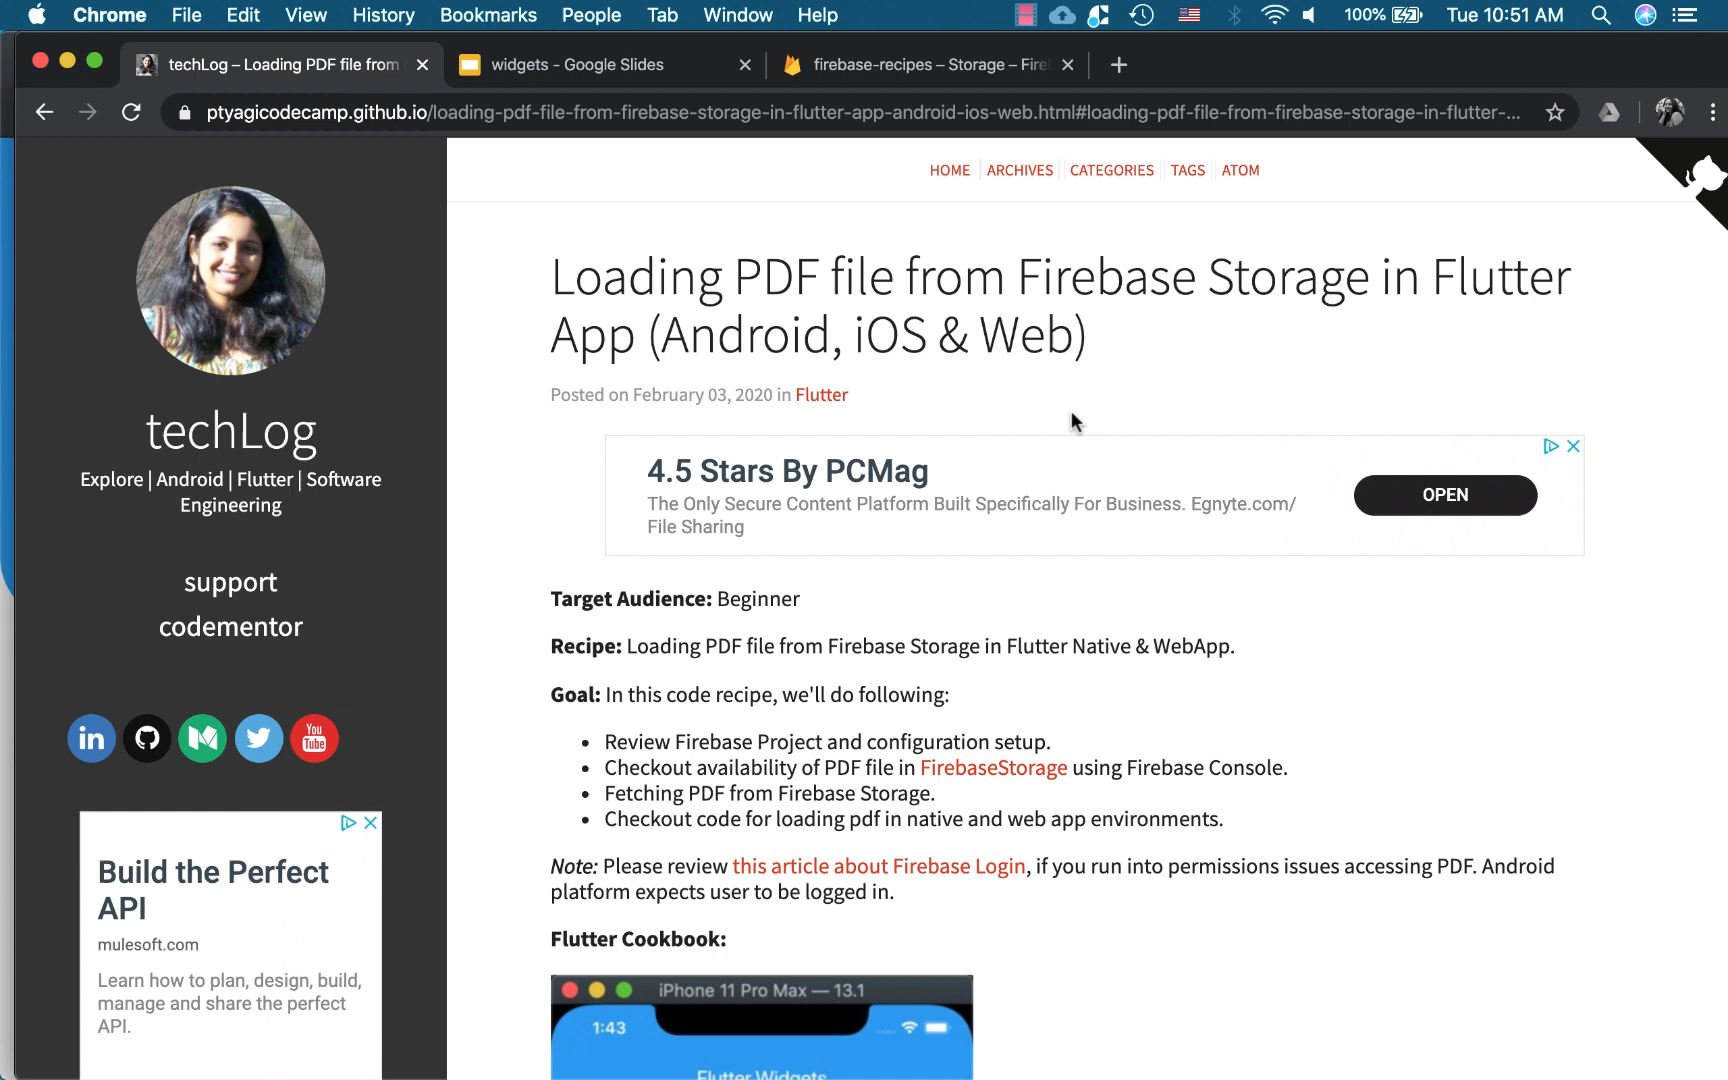 Chrome File Edit View History Bookmarks People Tab Window Help 100% Tue 10:51 AM
techLog – Loading PDF file from
widgets - Google Slides
firebase-recipes – Storage – Fire
ptyagicodecamp.github.io/loading-pdf-file-from-firebase-storage-in-flutter-app-android-ios-web.html#loading-pdf-file-from-firebase-storage-in-flutter-...
HOME ARCHIVES CATEGORIES TAGS ATOM
techLog
Explore | Android | Flutter | Software
Engineering
support
codementor
in
You
Tube
Build the Perfect
API
mulesoft.com
Learn how to plan, design, build,
manage and share the perfect
API.
Loading PDF file from Firebase Storage in Flutter
App (Android, iOS & Web)
Posted on February 03, 2020 in Flutter
4.5 Stars By PCMag
The Only Secure Content Platform Built Specifically For Business. Egnyte.com/
File Sharing
OPEN
Target Audience: Beginner
Recipe: Loading PDF file from Firebase Storage in Flutter Native & WebApp.
Goal: In this code recipe, we'll do following:
• Review Firebase Project and configuration setup.
• Checkout availability of PDF file in FirebaseStorage using Firebase Console.
• Fetching PDF from Firebase Storage.
• Checkout code for loading pdf in native and web app environments.
Note: Please review this article about Firebase Login, if you run into permissions issues accessing PDF. Android
platform expects user to be logged in.
Flutter Cookbook:
iPhone 11 Pro Max — 13.1
1:43
Flutter Widgets